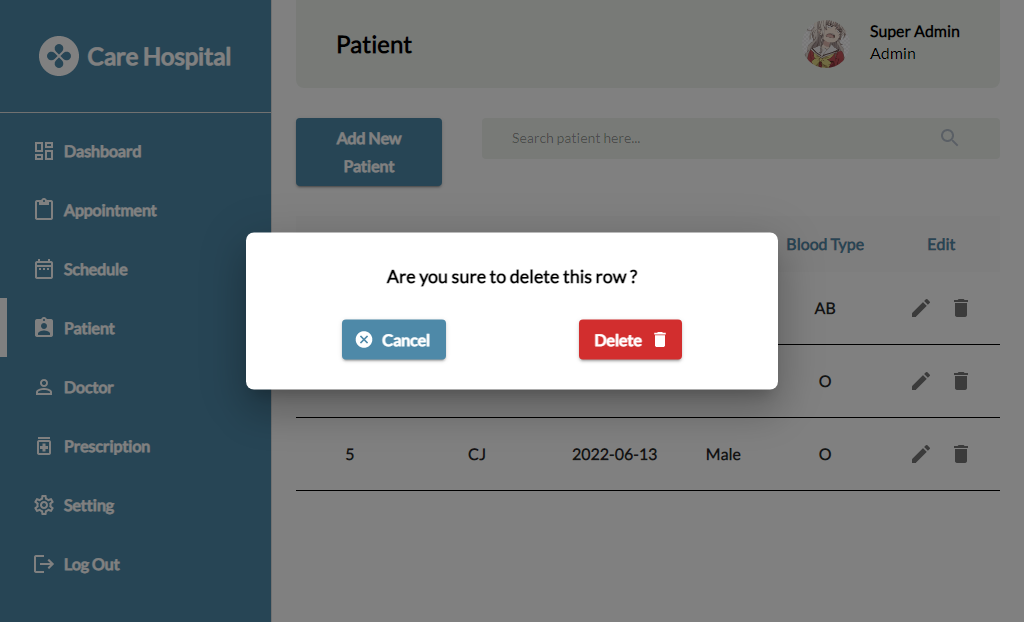 Care Hospital
Dashboard
Appointment
Schedule
Patient
Doctor
Prescription
Setting
Log Out
Patient
Super Admin
Admin
Add New
Patient
Search patient here...
Blood Type Edit
AB
O
5 CJ 2022-06-13 Male O
Are you sure to delete this row ?
Cancel
Delete